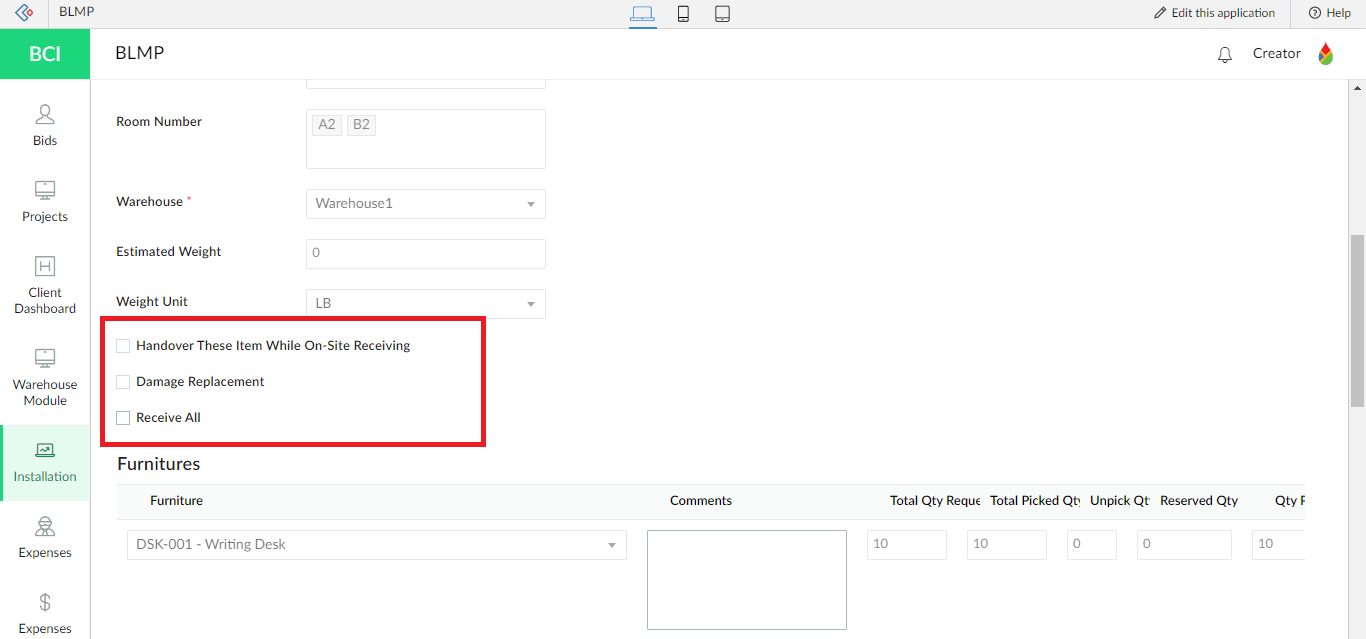 BLMP
Edit this application
Help
BCI
BLMP
Creator
Bids
Projects
Client
Dashboard
Warehouse
Module
Installation
Expenses
Expenses
Room Number
A2 B2
Warehouse *
Warehouse1
Estimated Weight
0
Weight Unit
LB
Handover These Item While On-Site Receiving
Damage Replacement
Receive All
Furnitures
Furniture Comments Total Qty Reque Total Picked Qty Unpick Qt Reserved Qty Qty
DSK-001 - Writing Desk 10 10 0 0 10